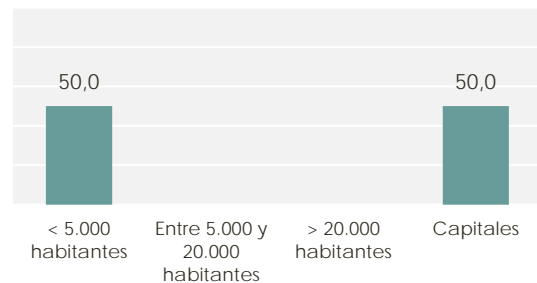 50,0
50,0
< 5.000
habitantes
Entre 5.000 y
20.000
habitantes
> 20.000
habitantes
Capitales